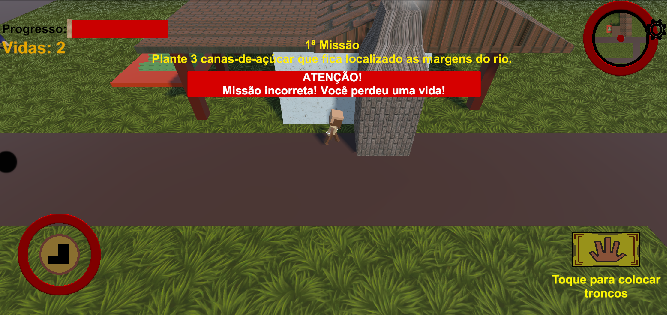 Progresso:
Vidas: 2
1ª Missão
Plante 3 canas-de-açúcar que fica localizado as margens do rio.
ATENÇÃO!
Missão incorreta! Você perdeu uma vida!
Toque para colocar
troncos